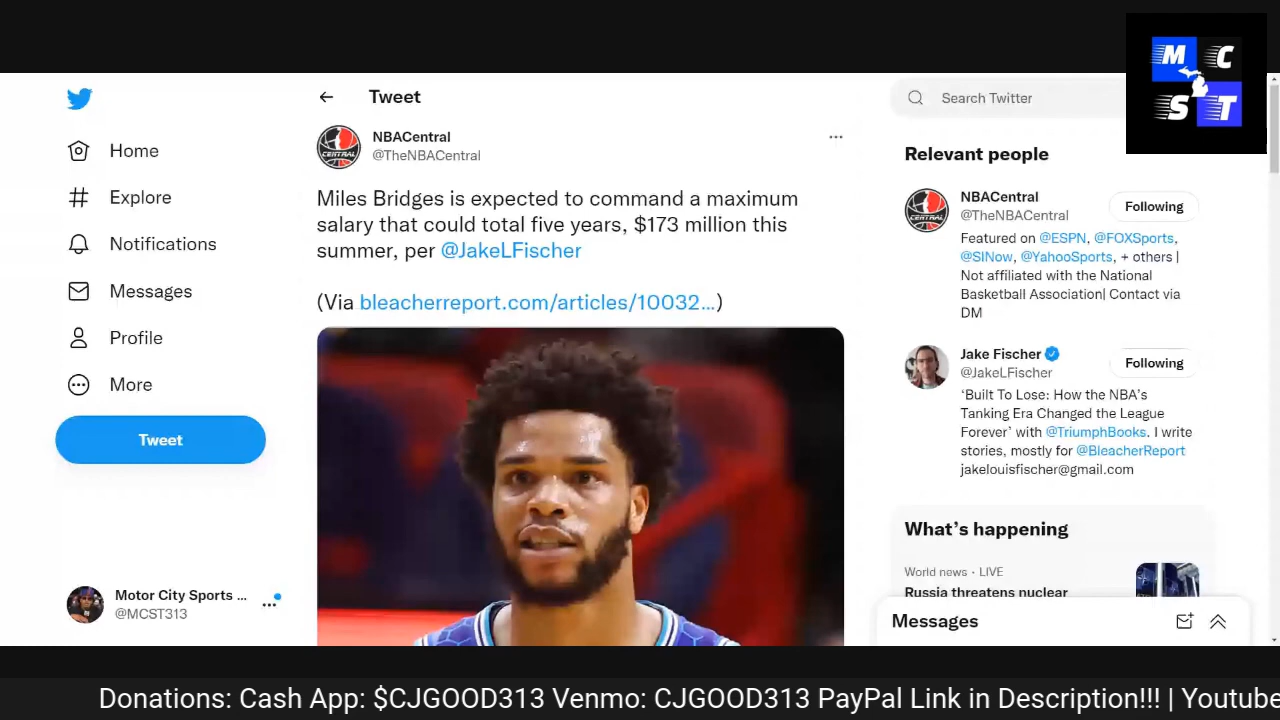 M C
S T
Tweet
Search Twitter
NBACentral
@TheNBACentral
Home
Explore
Notifications
Messages
Profile
More
Tweet
Motor City Sports ...
@MCST313
Miles Bridges is expected to command a maximum
salary that could total five years, $173 million this
summer, per @JakeLFischer
(Via bleacherreport.com/articles/10032...)
Relevant people
NBACentral
@TheNBACentral
Following
Featured on @ESPN, @FOXSports,
@SINow, @YahooSports, + others |
Not affiliated with the National
Basketball Association| Contact via
DM
Jake Fischer
@JakeLFischer
Following
‘Built To Lose: How the NBA’s
Tanking Era Changed the League
Forever’ with @TriumphBooks. I write
stories, mostly for @BleacherReport
jakelouisfischer@gmail.com
What’s happening
World news · LIVE
Russia threatens nuclear
Messages
Donations: Cash App: $CJGOOD313 Venmo: CJGOOD313 PayPal Link in Description!!! | Youtube